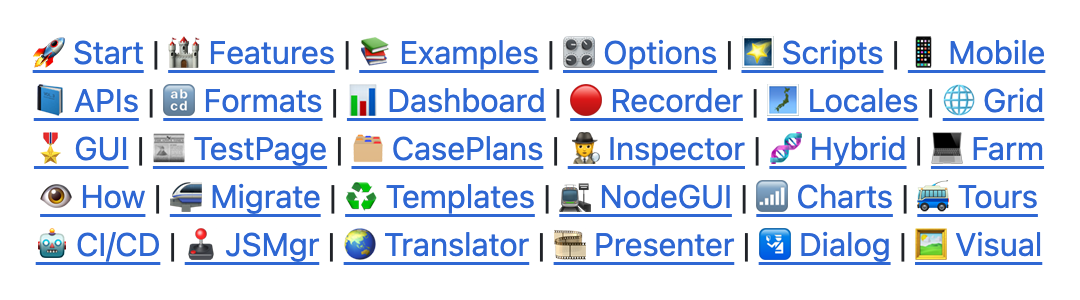 🚀 Start | 🏰 Features | 📚 Examples | 🎛️ Options | 🌠 Scripts | 📱 Mobile
📘 APIs | 🔡 Formats | 📊 Dashboard | 🔴 Recorder | 🗾 Locales | 🌐 Grid
🎖️ GUI | 📰 TestPage | 🗂️ CasePlans | 🕵️ Inspector | 🧬 Hybrid | 💻 Farm
👁️ How | 🚄 Migrate | ♻️ Templates | 🚉 NodeGUI | 📶 Charts | 🚎 Tours
🤖 CI/CD | 🕹️ JSMgr | 🌏 Translator | 🎞️ Presenter | 🛂 Dialog | 🖼️ Visual